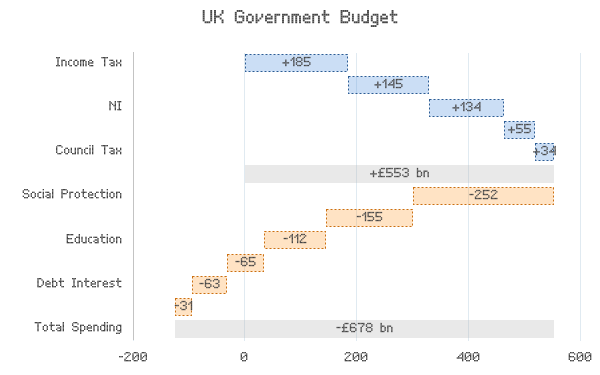 UK Government Budget
Income Tax
+185
+145
NI
+134
+55
Council Tax
+34
+£553 bn
Social Protection
-252
-155
Education
-112
-65
Debt Interest
-63
-31
Total Spending
-£678 bn
-200 0 200 400 600